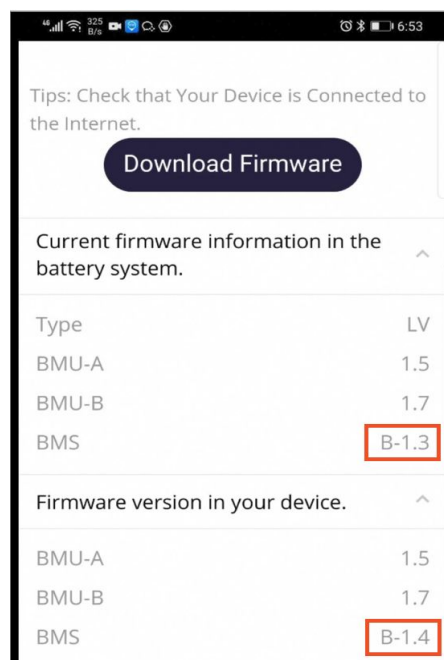 46 325 B/s 6:53
Tips: Check that Your Device is Connected to
the Internet.
Download Firmware
Current firmware information in the
battery system.
Type LV
BMU-A 1.5
BMU-B 1.7
BMS B-1.3
Firmware version in your device.
BMU-A 1.5
BMU-B 1.7
BMS B-1.4